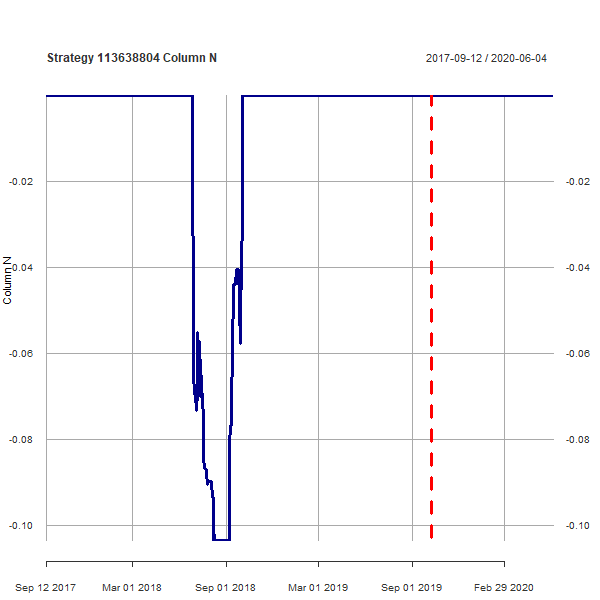 Strategy 113638804 Column N
2017-09-12 / 2020-06-04
Column N
-0.02
-0.04
-0.06
-0.08
-0.10
-0.02
-0.04
-0.06
-0.08
-0.10
Sep 12 2017
Mar 01 2018
Sep 01 2018
Mar 01 2019
Sep 01 2019
Feb 29 2020